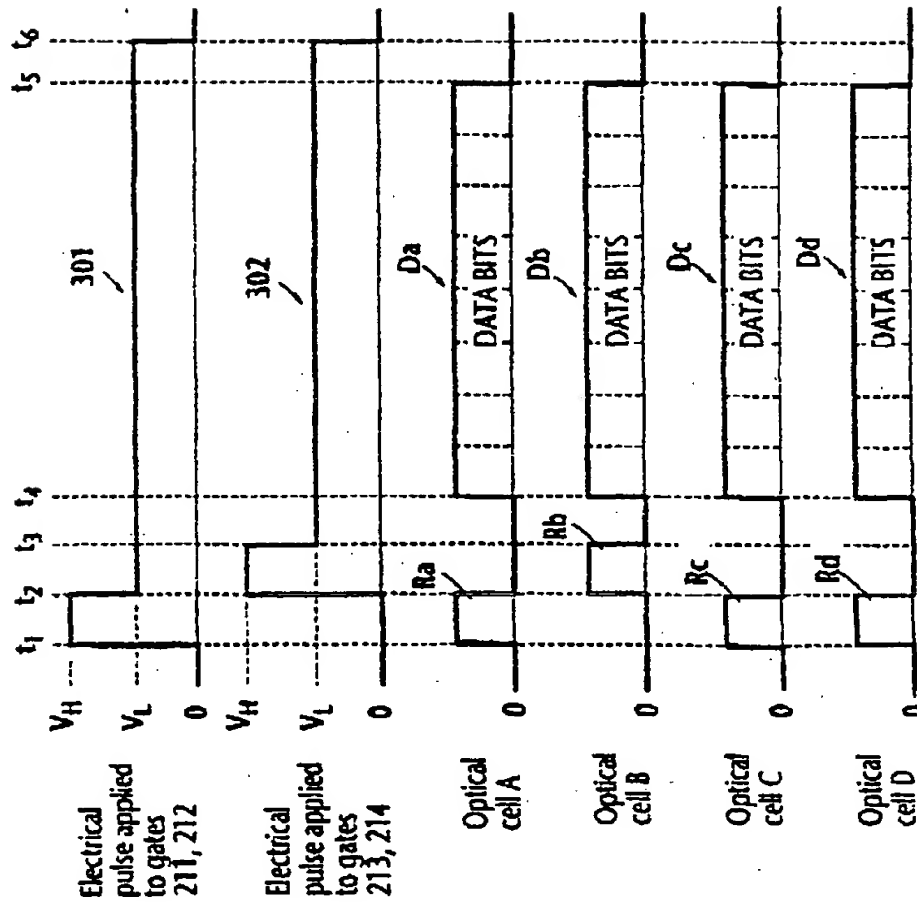 t1 t2 t3 t4 t5 t6
Electrical
pulse applied
to gates
211, 212
VH
VL
0
301
Electrical
pulse applied
to gates
213, 214
VH
VL
0
302
Optical
cell A
0
Ra
Da
DATA BITS
Optical
cell B
0
Rb
Db
DATA BITS
Optical
cell C
0
Rc
Dc
DATA BITS
Optical
cell D
0
Rd
Dd
DATA BITS